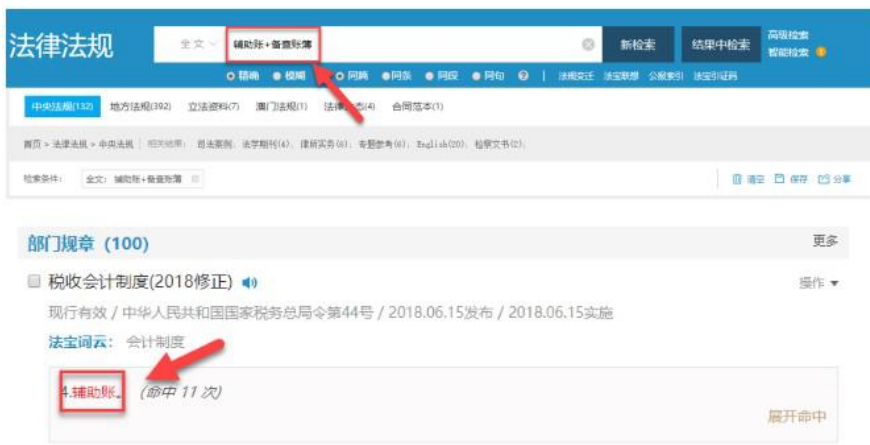 法律法规
全文 辅助账+备查账簿 新检索 结果中检索 高级检索
智能检索
精确 模糊 同篇 同条 同段 同句 法规变迁 法宝联想 公报索引 法宝引证码
中央法规(132) 地方法规(392) 立法资料(7) 澳门法规(1) 法律动态(4) 合同范本(1)
首页 > 法律法规 > 中央法规 | 相关结果: 司法案例, 法学期刊(4), 律所实务(6), 专题参考(6), English(20), 检察文书(2),
检索条件: 全文: 辅助账+备查账簿 清空 保存 分享
部门规章 (100) 更多
税收会计制度(2018修正) 操作
现行有效 / 中华人民共和国国家税务总局令第44号 / 2018.06.15发布 / 2018.06.15实施
法宝问云: 会计制度
4.辅助账。 (命中 11 次)
展开命中